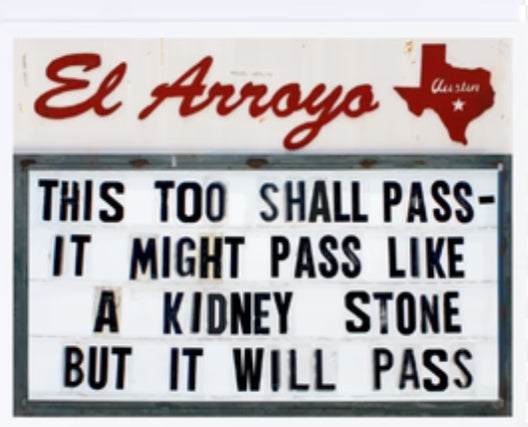 El Arroyo
Austin
THIS TOO SHALL PASS-
IT MIGHT PASS LIKE
A KIDNEY STONE
BUT IT WILL PASS